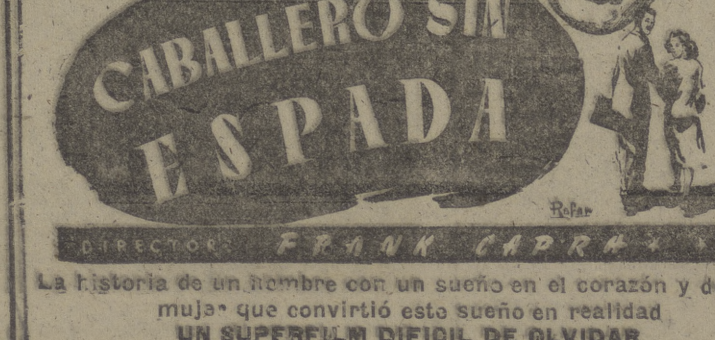 CABALLERO SIN
ESPADA
Rafar
DIRECTOR: FRANK CAPRA
La historia de un hombre con un sueño en el corazón y d
mujer que convirtió este sueño en realidad
UN SUPERFILM DIFICIL DE OLVIDAR